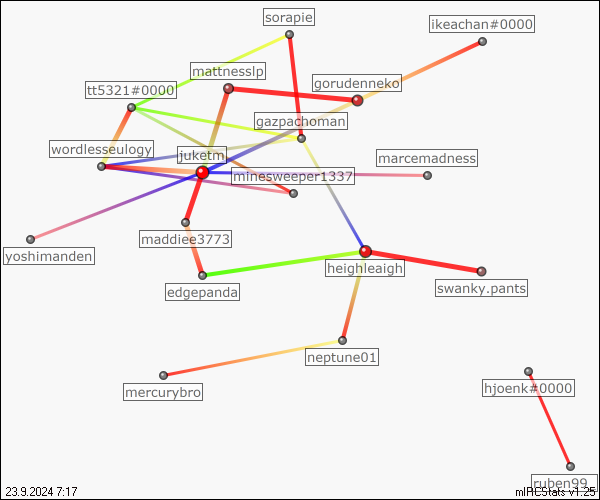 sorapie
ikeachan#0000
mattnesslp
gorudenneko
tt5321#0000
gazpachoman
wordlesseulogy
juketm
marcemadness
minesweeper1337
maddiee3773
yoshimanden
heighleaigh
edgepanda
swanky.pants
neptune01
mercurybro
hjoenk#0000
ruben99_
23.9.2024 7:17
mIRCStats v1.25